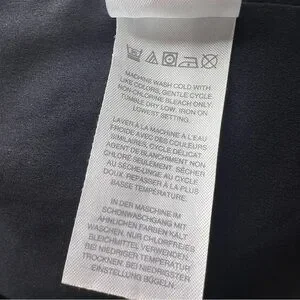 MACHINE WASH COLD WITH
LIKE COLORS, GENTLE CYCLE.
NON-CHLORINE BLEACH ONLY.
TUMBLE DRY LOW. IRON ON
LOWEST SETTING.
LAVER À LA MACHINE À L'EAU
FROIDE AVEC DES COULEURS
SIMILAIRES, CYCLE DÉLICAT.
AGENT DE BLANCHIMENT NON
CHLORÉ SEULEMENT. SÉCHER
AU SÈCHE-LINGE AU CYCLE
DOUX. REPASSER À LA PLUS
BASSE TEMPÉRATURE.
IN DER MASCHINE IM
SCHONWASCHGANG MIT
ÄHNLICHEN FARBEN KALT
WASCHEN. NUR CHLORFREIES
BLEICHMITTEL VERWENDEN.
BEI NIEDRIGER TEMPERATUR
TROCKNEN. BEI NIEDRIGSTER
EINSTELLUNG BÜGELN.